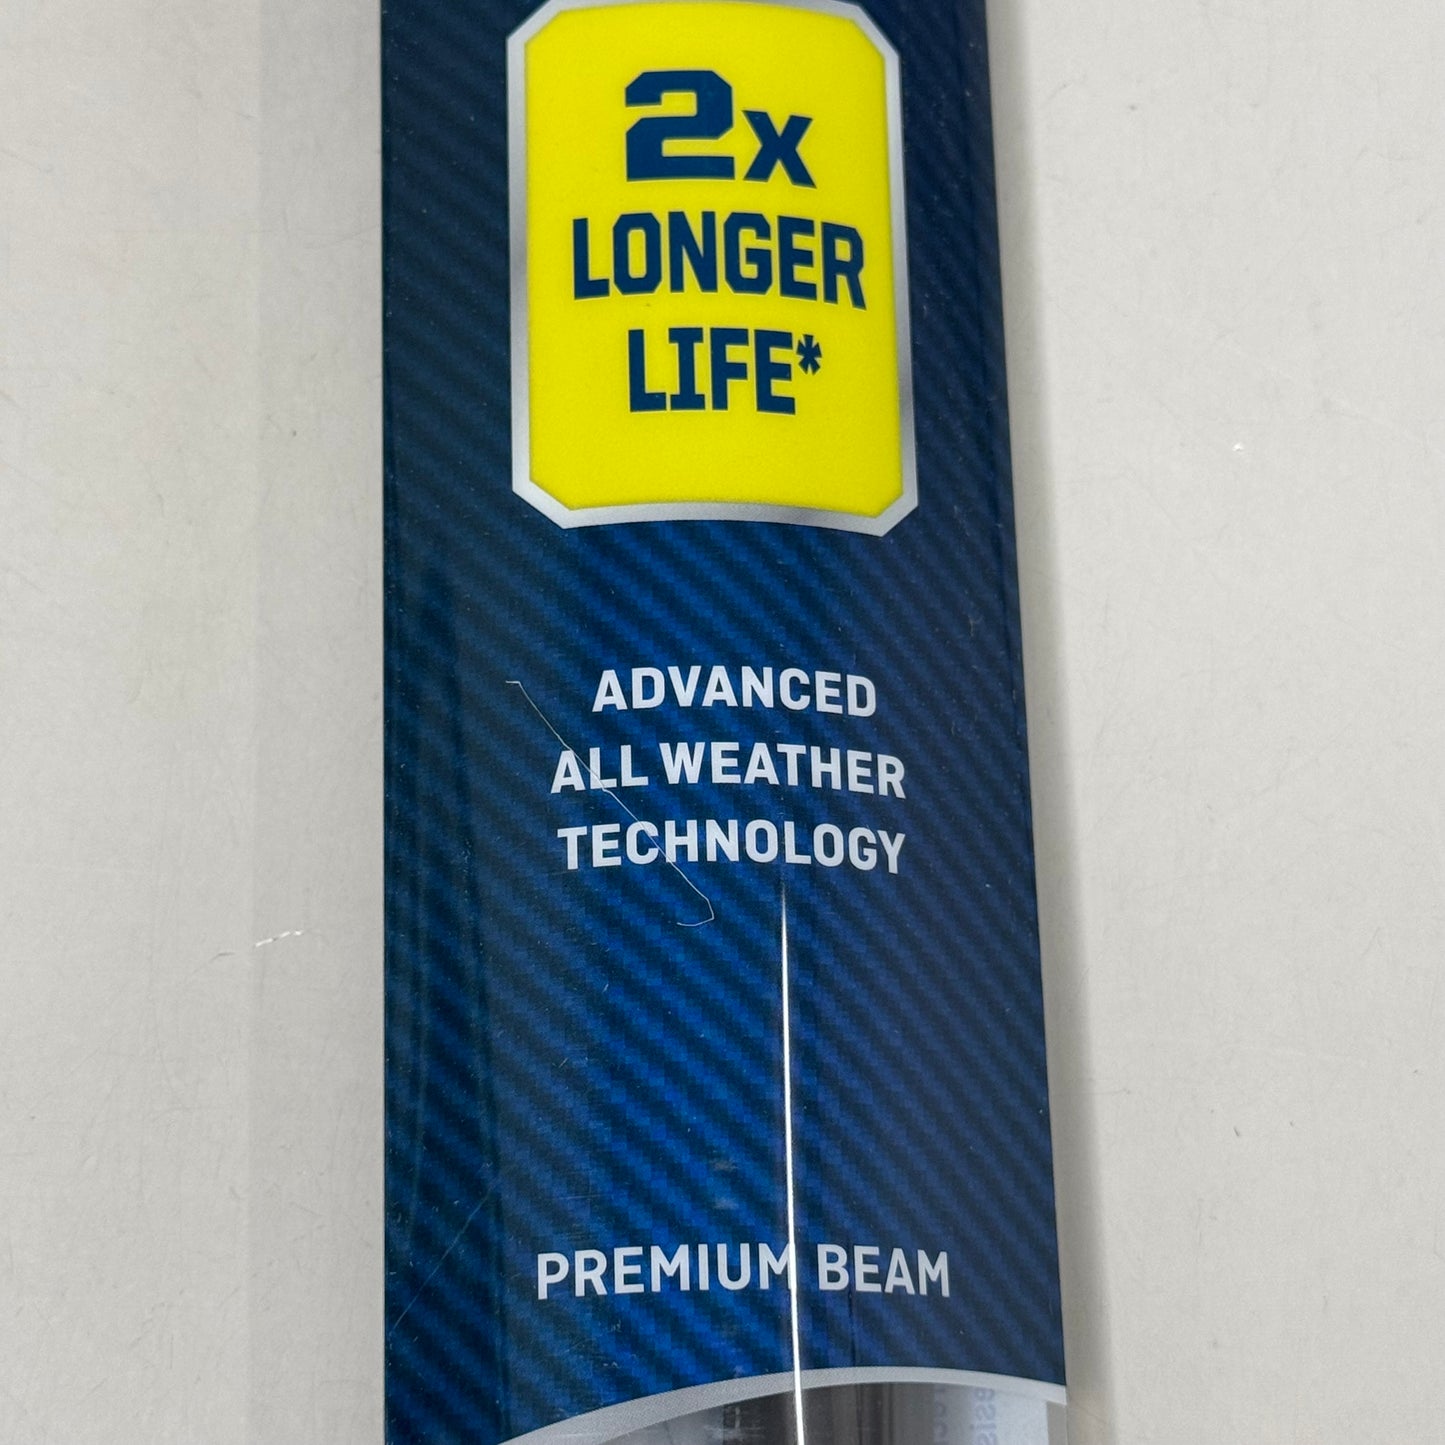 2x
LONGER
LIFE*
ADVANCED
ALL WEATHER
TECHNOLOGY
PREMIUM BEAM